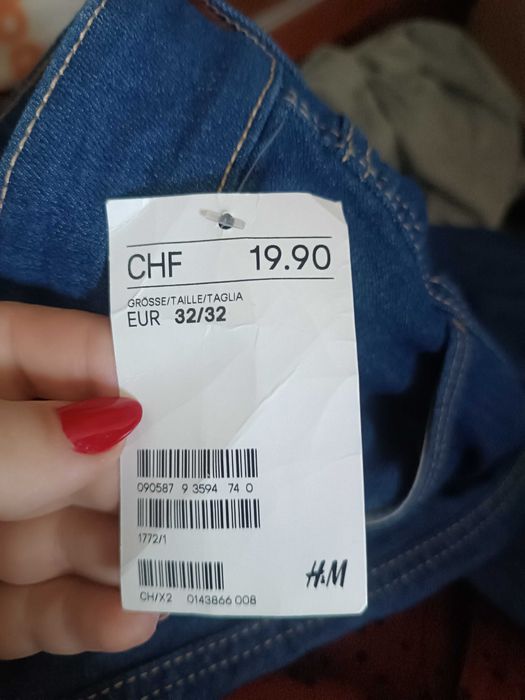 CHF 19.90
GRÖSSE/TAILLE/TAGLIA
EUR 32/32
090587 9 3594 74 0
1772/1
H&M
CH/X2 0143866 008